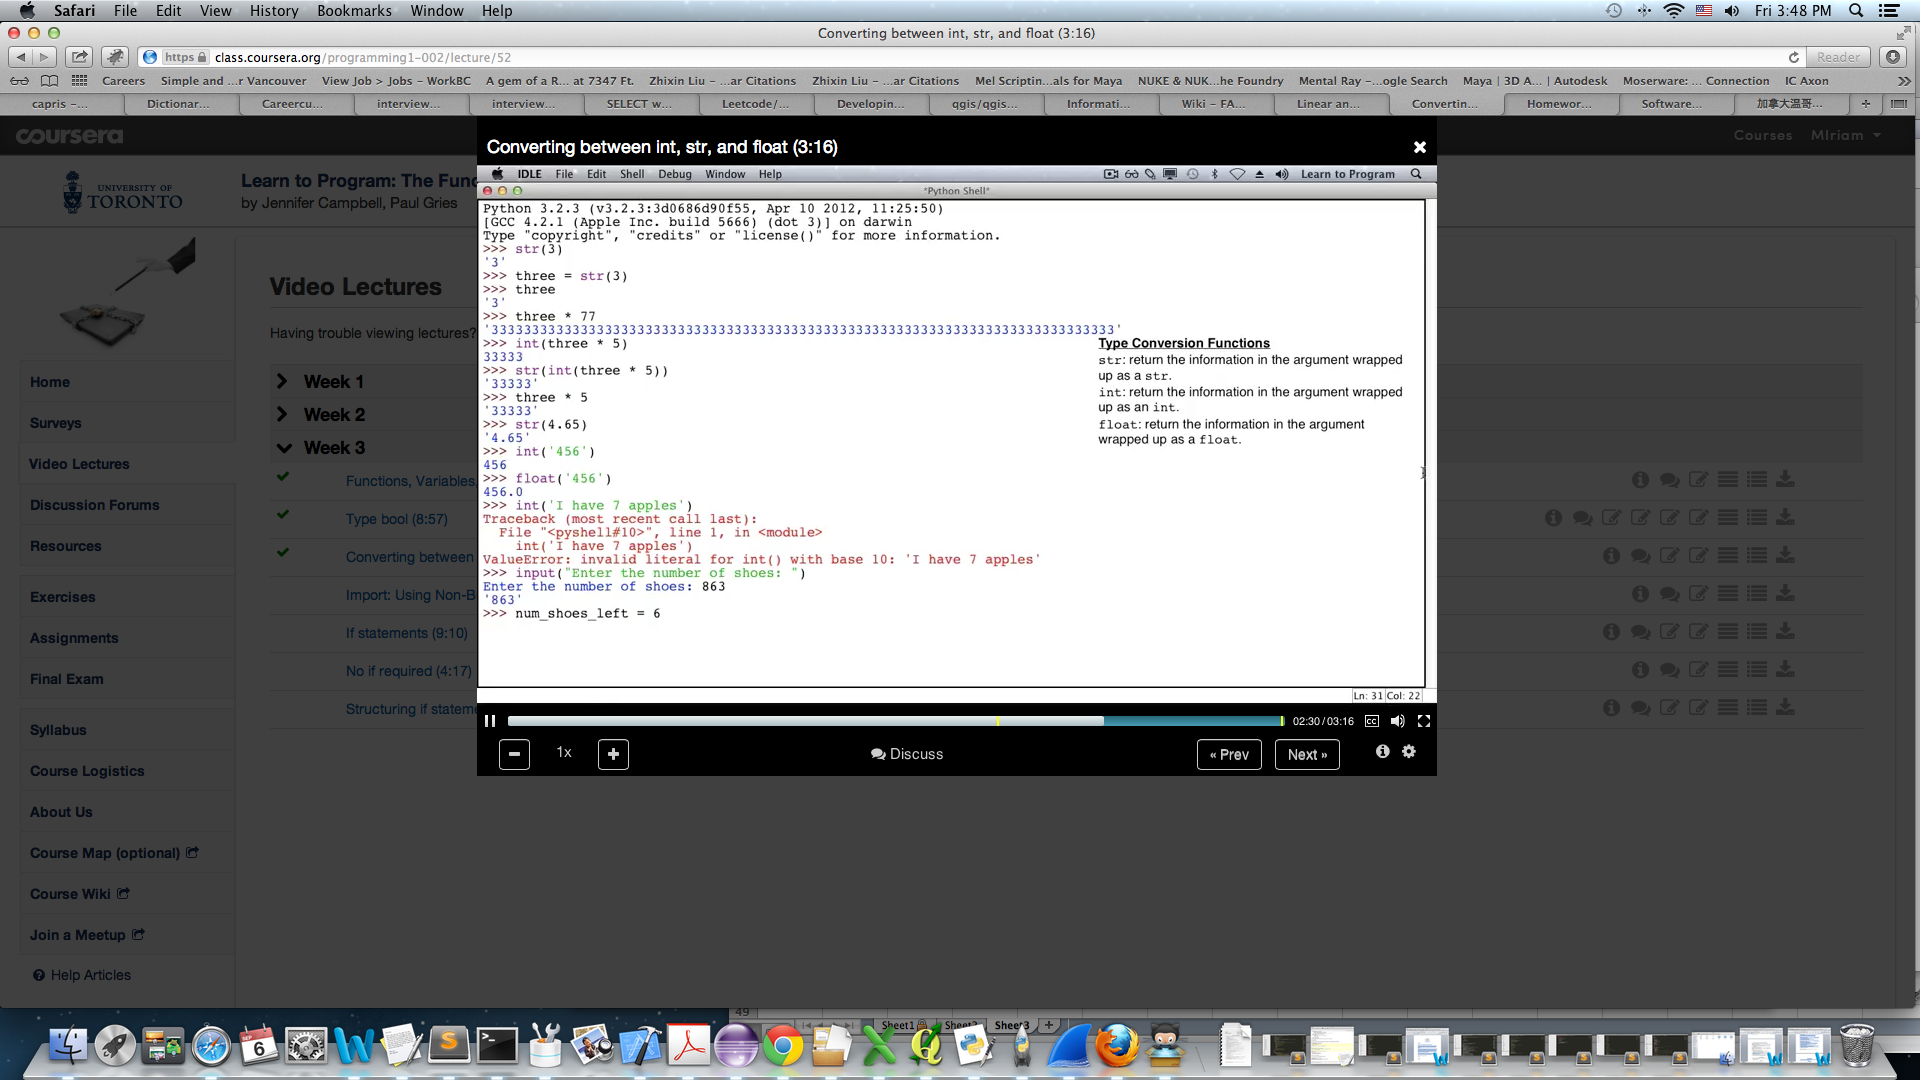 Safari File Edit View History Bookmarks Window Help Fri 3:48 PM
Converting between int, str, and float (3:16)
https class.coursera.org/programming1-002/lecture/52 Reader
Careers Simple and ...r Vancouver View Job > Jobs - WorkBC A gem of a R... at 7347 Ft. Zhixin Liu - ...ar Citations Zhixin Liu - ...ar Citations Mel Scriptin...als for Maya NUKE & NUK...he Foundry Mental Ray -...ogle Search Maya | 3D A... | Autodesk Moserware: ... Connection IC Axon
capris -... Dictionar... Careercu... interview... interview... SELECT w... Leetcode/... Developin... qgis/qgis... Informati... Wiki - FA... Linear an... Convertin... Homewor... Software... 加拿大温哥...
coursera Courses MIriam
Converting between int, str, and float (3:16)
UNIVERSITY OF
TORONTO
Learn to Program: The Func
by Jennifer Campbell, Paul Gries
Home
Surveys
Video Lectures
Discussion Forums
Resources
Exercises
Assignments
Final Exam
Syllabus
Course Logistics
About Us
Course Map (optional)
Course Wiki
Join a Meetup
Help Articles
Video Lectures
Having trouble viewing lectures?
Week 1
Week 2
Week 3
Functions, Variables,
Type bool (8:57)
Converting between
Import: Using Non-B
If statements (9:10)
No if required (4:17)
Structuring if stateme
IDLE File Edit Shell Debug Window Help Learn to Program
*Python Shell*
Python 3.2.3 (v3.2.3:3d0686d90f55, Apr 10 2012, 11:25:50)
[GCC 4.2.1 (Apple Inc. build 5666) (dot 3)] on darwin
Type "copyright", "credits" or "license()" for more information.
>>> str(3)
'3'
>>> three = str(3)
>>> three
'3'
>>> three * 77
'33333333333333333333333333333333333333333333333333333333333333333333333333333'
>>> int(three * 5)
33333
>>> str(int(three * 5))
'33333'
>>> three * 5
'33333'
>>> str(4.65)
'4.65'
>>> int('456')
456
>>> float('456')
456.0
>>> int('I have 7 apples')
Traceback (most recent call last):
File "<pyshell#10>", line 1, in <module>
int('I have 7 apples')
ValueError: invalid literal for int() with base 10: 'I have 7 apples'
>>> input("Enter the number of shoes: ")
Enter the number of shoes: 863
'863'
>>> num_shoes_left = 6
Type Conversion Functions
str: return the information in the argument wrapped
up as a str.
int: return the information in the argument wrapped
up as an int.
float: return the information in the argument
wrapped up as a float.
Ln: 31 Col: 22
02:30/03:16 CC
1x Discuss « Prev Next »
49
Sheet1 Sheet2 Sheet3
SEP
6